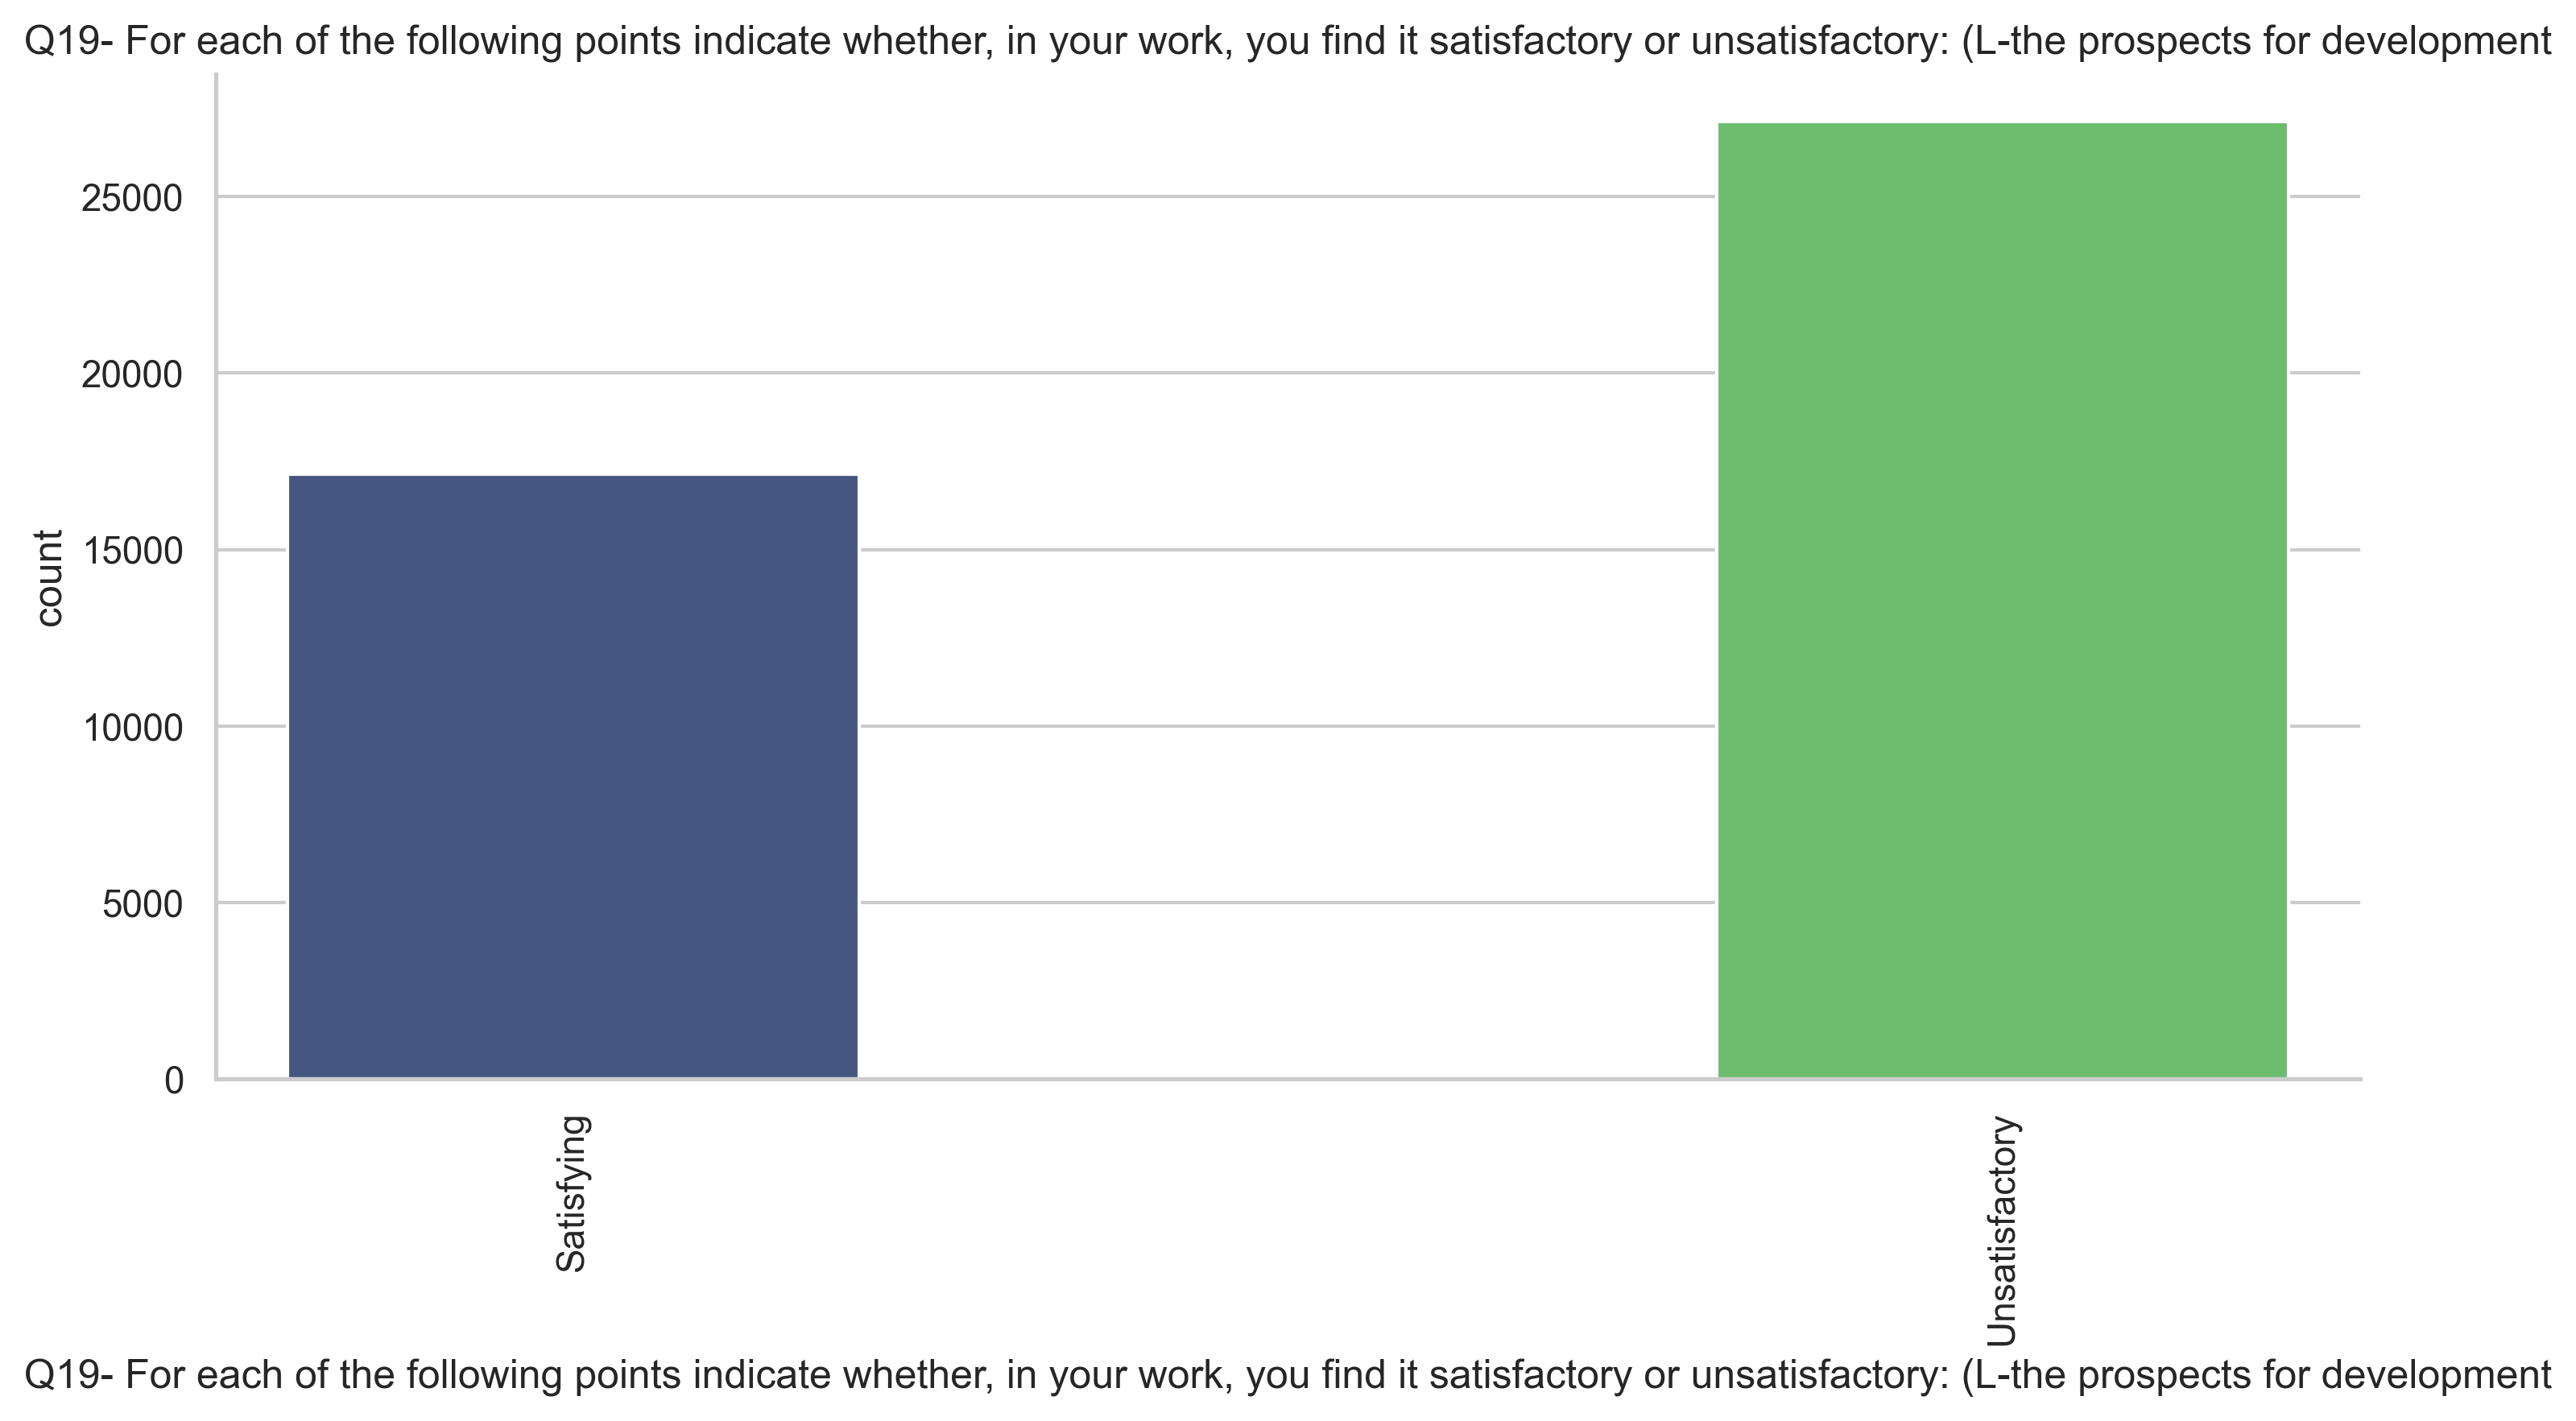 Q19- For each of the following points indicate whether, in your work, you find it satisfactory or unsatisfactory: (L-the prospects for development
25000
20000
15000
10000
5000
0
count
Satisfying
Unsatisfactory
Q19- For each of the following points indicate whether, in your work, you find it satisfactory or unsatisfactory: (L-the prospects for development